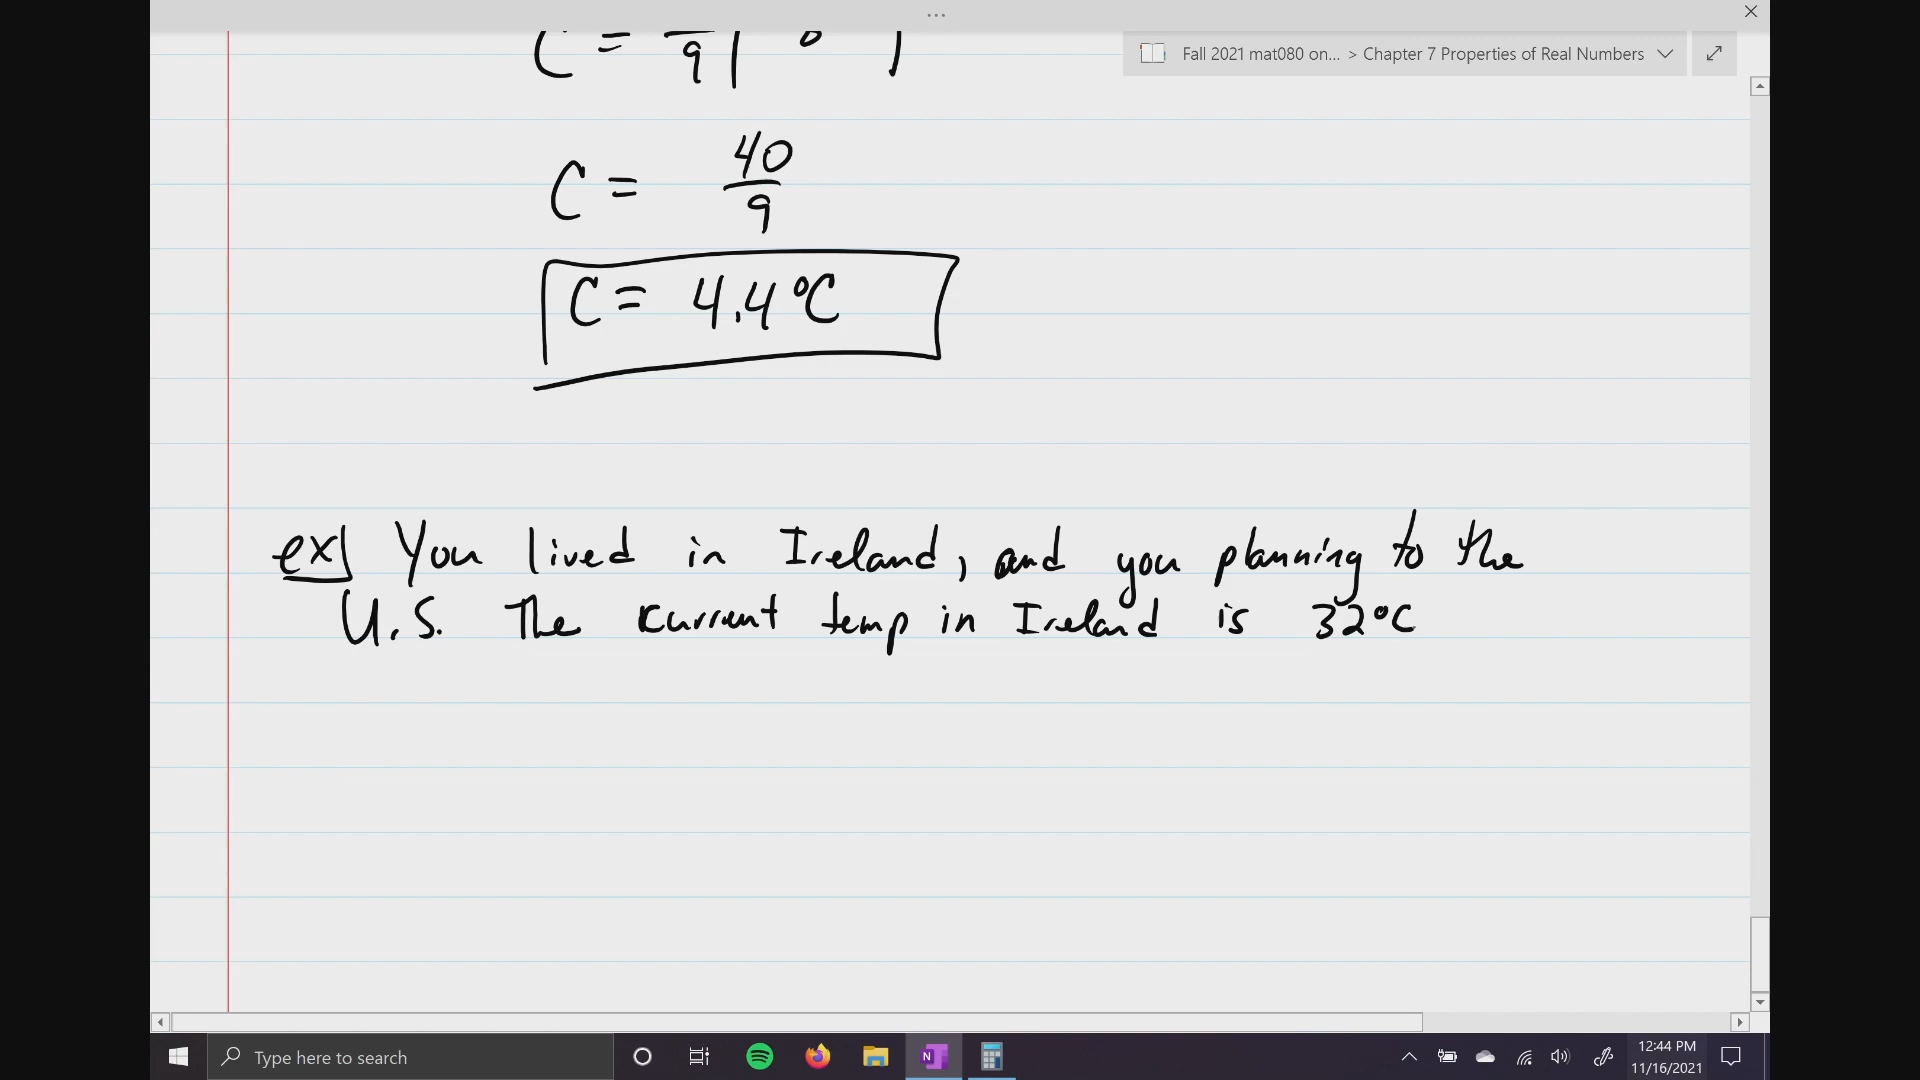 Fall 2021 mat080 on... > Chapter 7 Properties of Real Numbers
C = 9
C = 40/9
C = 4.4°C
ex) You lived in Ireland, and you planning to the
U.S. The current temp in Ireland is 32°C
Type here to search
12:44 PM
11/16/2021